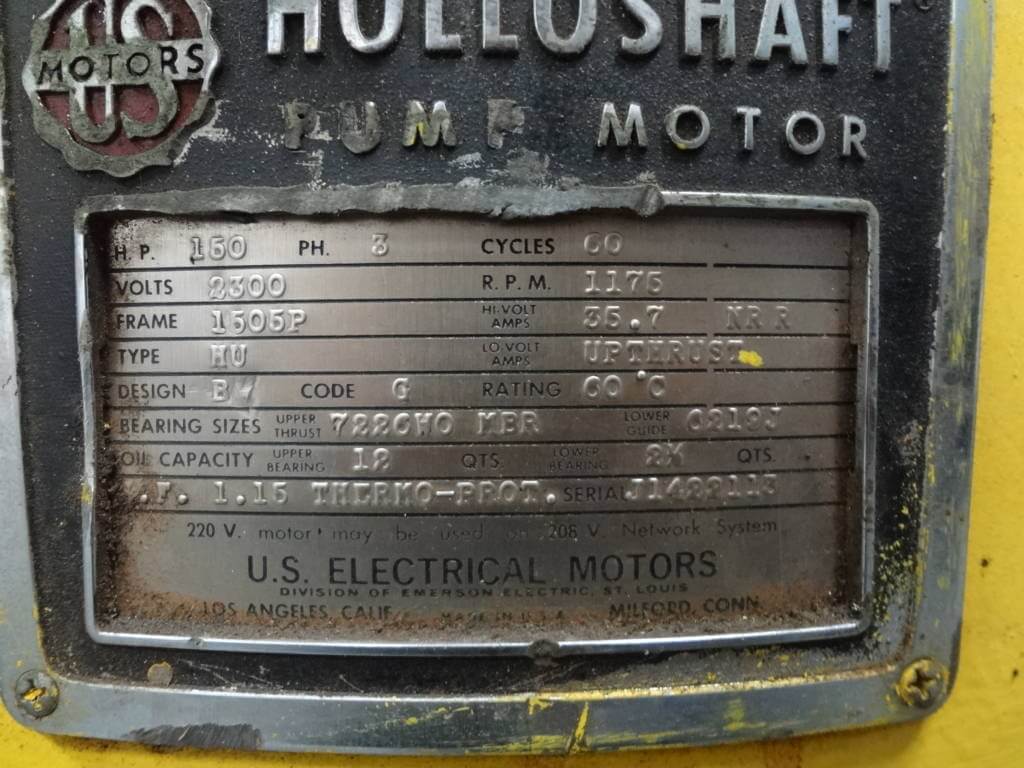 US
MOTORS
HOLLOSHAFT
PUMP MOTOR
H.P. 150 PH. 3 CYCLES 60
VOLTS 2300 R.P.M. 1175
FRAME 1505P HI-VOLT AMPS 35.7 NRR
TYPE HU LO-VOLT AMPS UPTHRUST
DESIGN B CODE G RATING 60°C
BEARING SIZES UPPER THRUST MBR LOWER GUIDE
OIL CAPACITY UPPER BEARING 12 QTS. LOWER BEARING QTS.
S.F. 1.15 THERMO-PROT. SERIAL
220 V. motor may be used on 208 V. Network System
U.S. ELECTRICAL MOTORS
DIVISION OF EMERSON ELECTRIC, ST. LOUIS
LOS ANGELES, CALIF. MADE IN U.S.A. MILFORD, CONN.